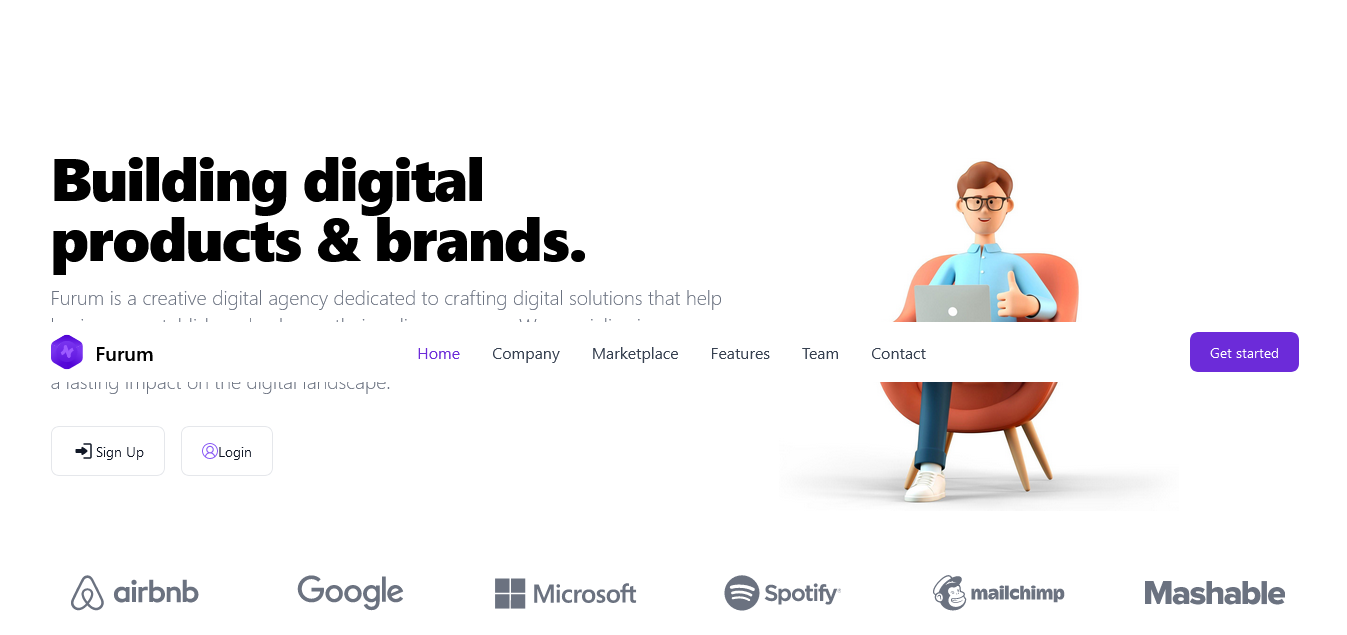 Building digital
products & brands.
Furum is a creative digital agency dedicated to crafting digital solutions that help
Furum
Home
Company
Marketplace
Features
Team
Contact
Get started
a lasting impact on the digital landscape.
Sign Up
Login
airbnb
Google
Microsoft
Spotify
mailchimp
Mashable